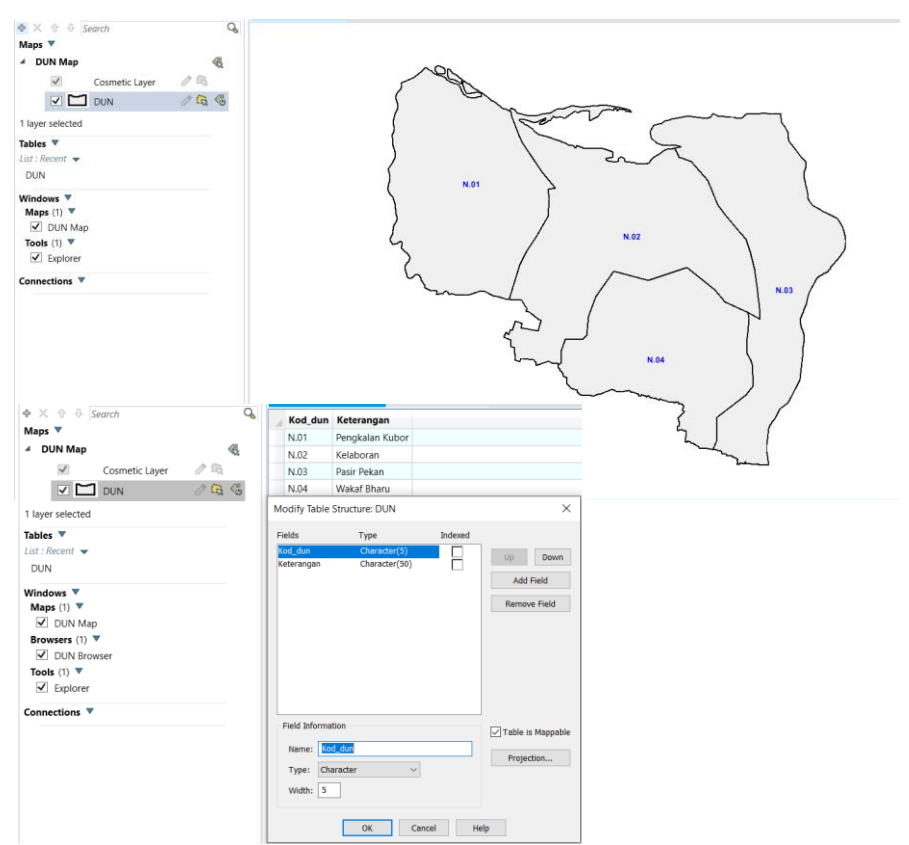 Search
Maps
DUN Map
Cosmetic Layer
DUN
1 layer selected
Tables
List : Recent
DUN
Windows
Maps (1)
DUN Map
Tools (1)
Explorer
Connections
N.01
N.02
N.03
N.04
Search
Maps
DUN Map
Cosmetic Layer
DUN
1 layer selected
Tables
List : Recent
DUN
Windows
Maps (1)
DUN Map
Browsers (1)
DUN Browser
Tools (1)
Explorer
Connections
Kod_dun Keterangan
N.01 Pengkalan Kubor
N.02 Kelaboran
N.03 Pasir Pekan
N.04 Wakaf Bharu
Modify Table Structure: DUN
Fields Type Indexed
Kod_dun Character(5)
Keterangan Character(50)
Up Down
Add Field
Remove Field
Field Information
Table is Mappable
Name: Kod_dun
Projection...
Type: Character
Width: 5
OK Cancel Help